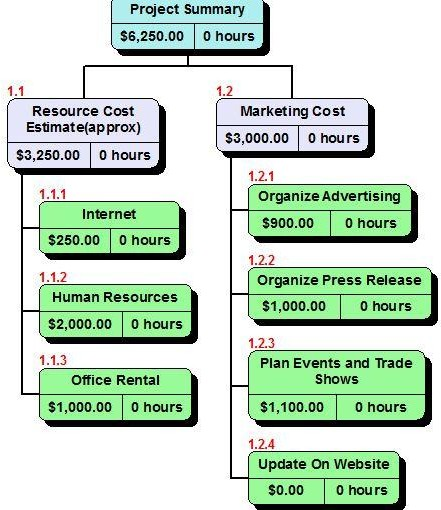 Project Summary
$6,250.00 0 hours
1.1
Resource Cost
Estimate(approx)
$3,250.00 0 hours
1.1.1
Internet
$250.00 0 hours
1.1.2
Human Resources
$2,000.00 0 hours
1.1.3
Office Rental
$1,000.00 0 hours
1.2
Marketing Cost
$3,000.00 0 hours
1.2.1
Organize Advertising
$900.00 0 hours
1.2.2
Organize Press Release
$1,000.00 0 hours
1.2.3
Plan Events and Trade
Shows
$1,100.00 0 hours
1.2.4
Update On Website
$0.00 0 hours